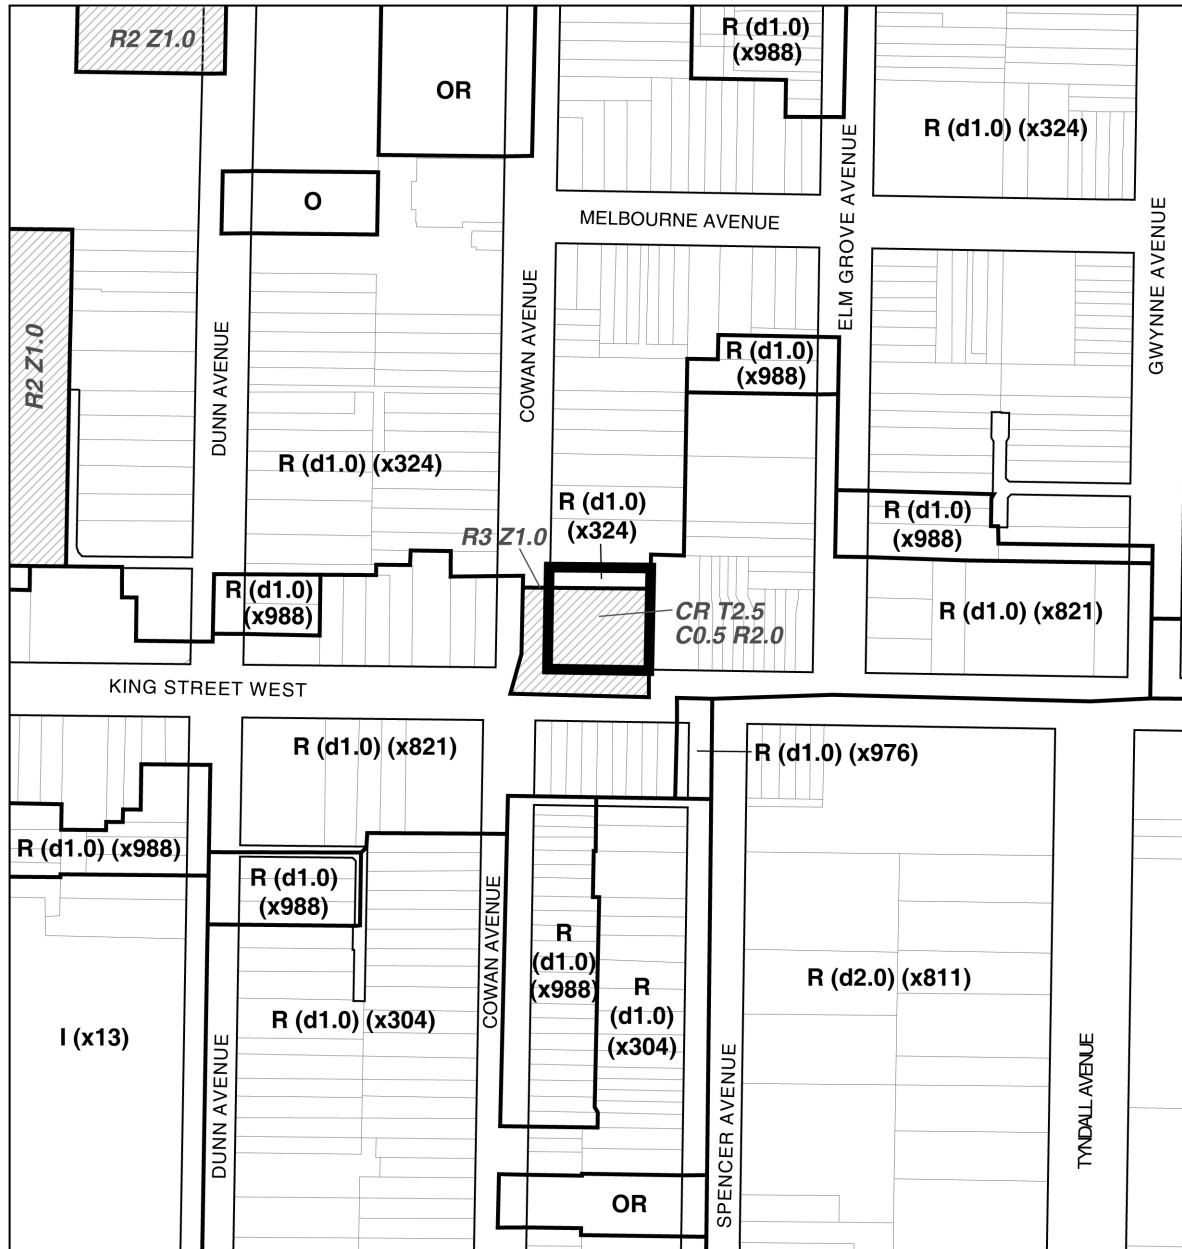 R2 Z1.0
OR
R (d1.0)
(x988)
R (d1.0) (x324)
O
MELBOURNE AVENUE
ELM GROVE AVENUE
GWYNNE AVENUE
R2 Z1.0
DUNN AVENUE
COWAN AVENUE
R (d1.0)
(x988)
R (d1.0) (x324)
R (d1.0)
(x324)
R3 Z1.0
R (d1.0)
(x988)
R (d1.0)
(x988)
CR T2.5
C0.5 R2.0
R (d1.0) (x821)
KING STREET WEST
R (d1.0) (x821)
R (d1.0) (x976)
R (d1.0) (x988)
R (d1.0)
(x988)
COWAN AVENUE
R
(d1.0)
(x988)
R
(d1.0)
(x304)
R (d2.0) (x811)
I (x13)
R (d1.0) (x304)
DUNN AVENUE
SPENCER AVENUE
TYNDALL AVENUE
OR